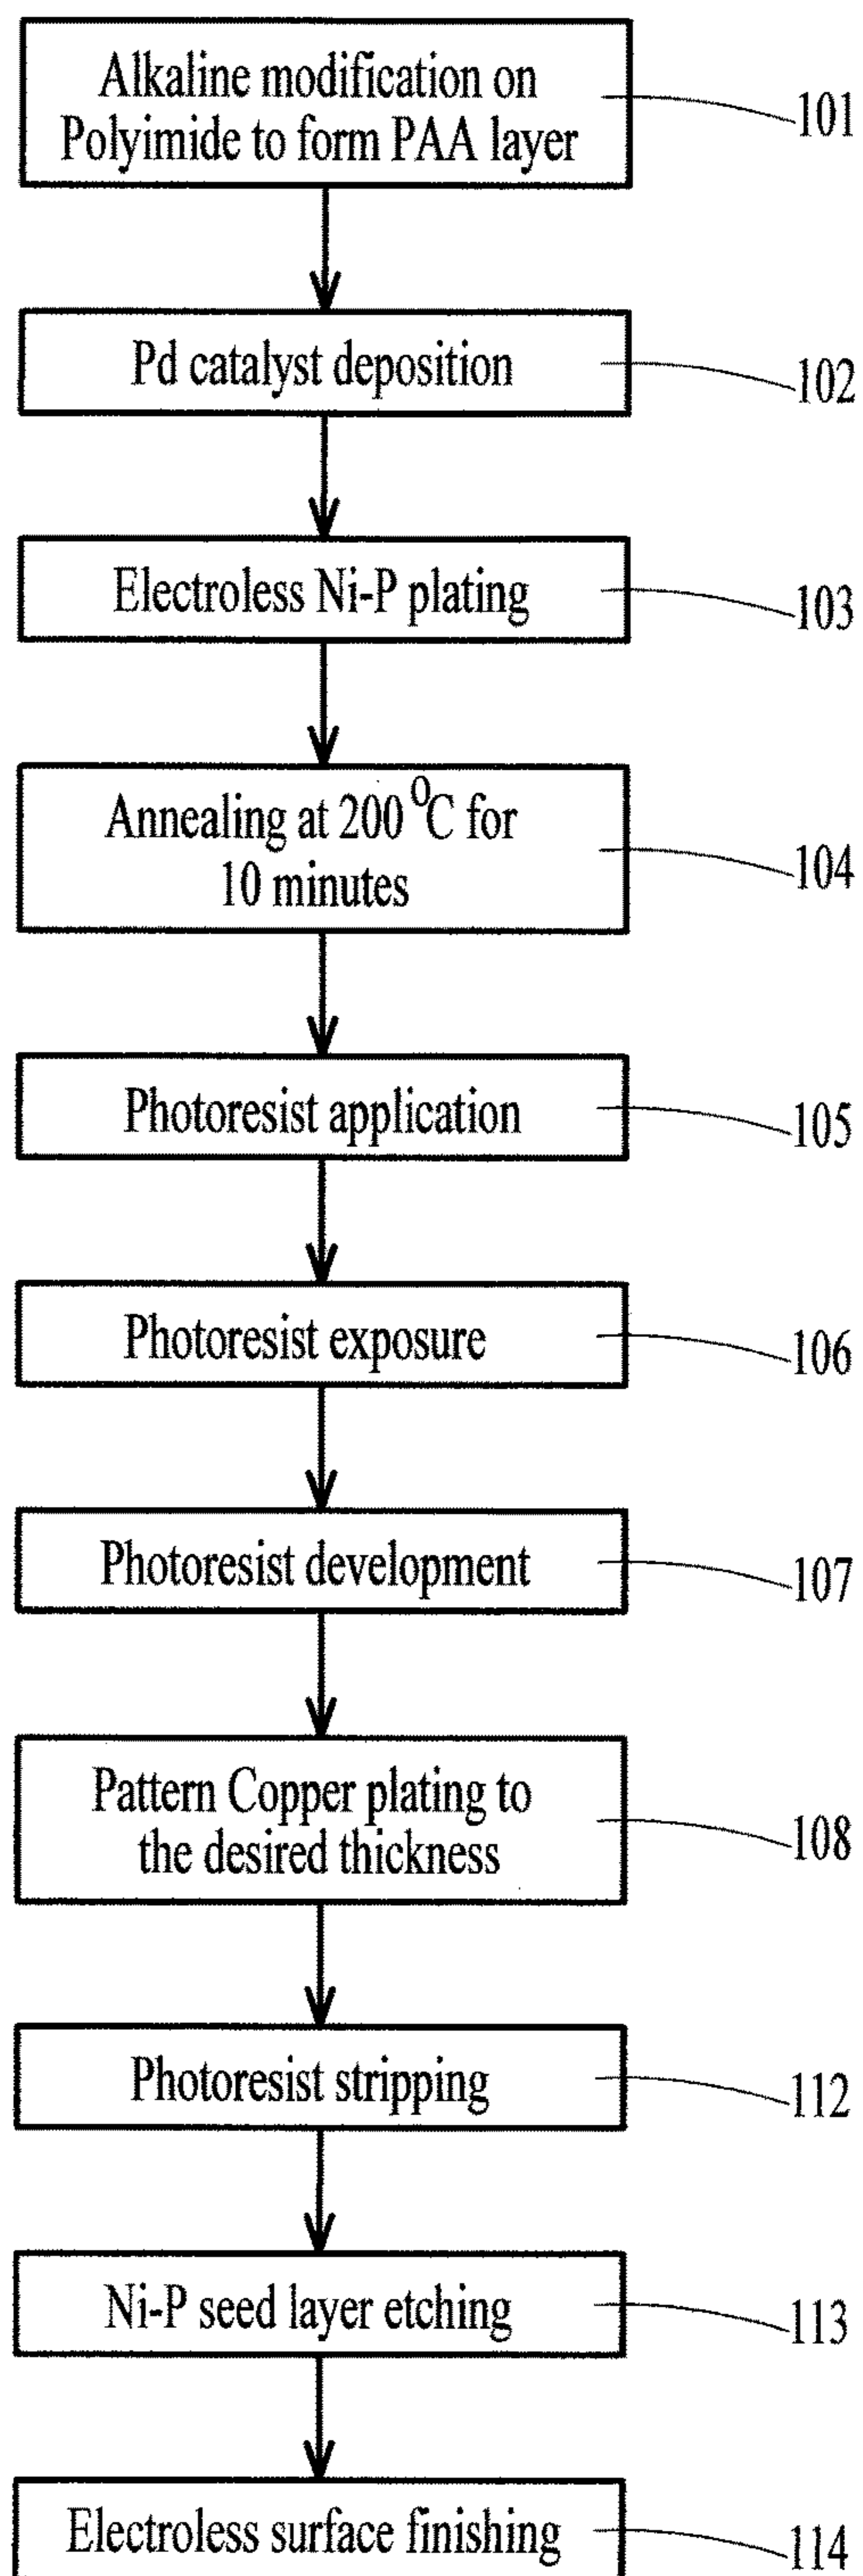 Alkaline modification on
Polyimide to form PAA layer
101
Pd catalyst deposition
102
Electroless Ni-P plating
103
Annealing at 200 °C for
10 minutes
104
Photoresist application
105
Photoresist exposure
106
Photoresist development
107
Pattern Copper plating to
the desired thickness
108
Photoresist stripping
112
Ni-P seed layer etching
113
Electroless surface finishing
114